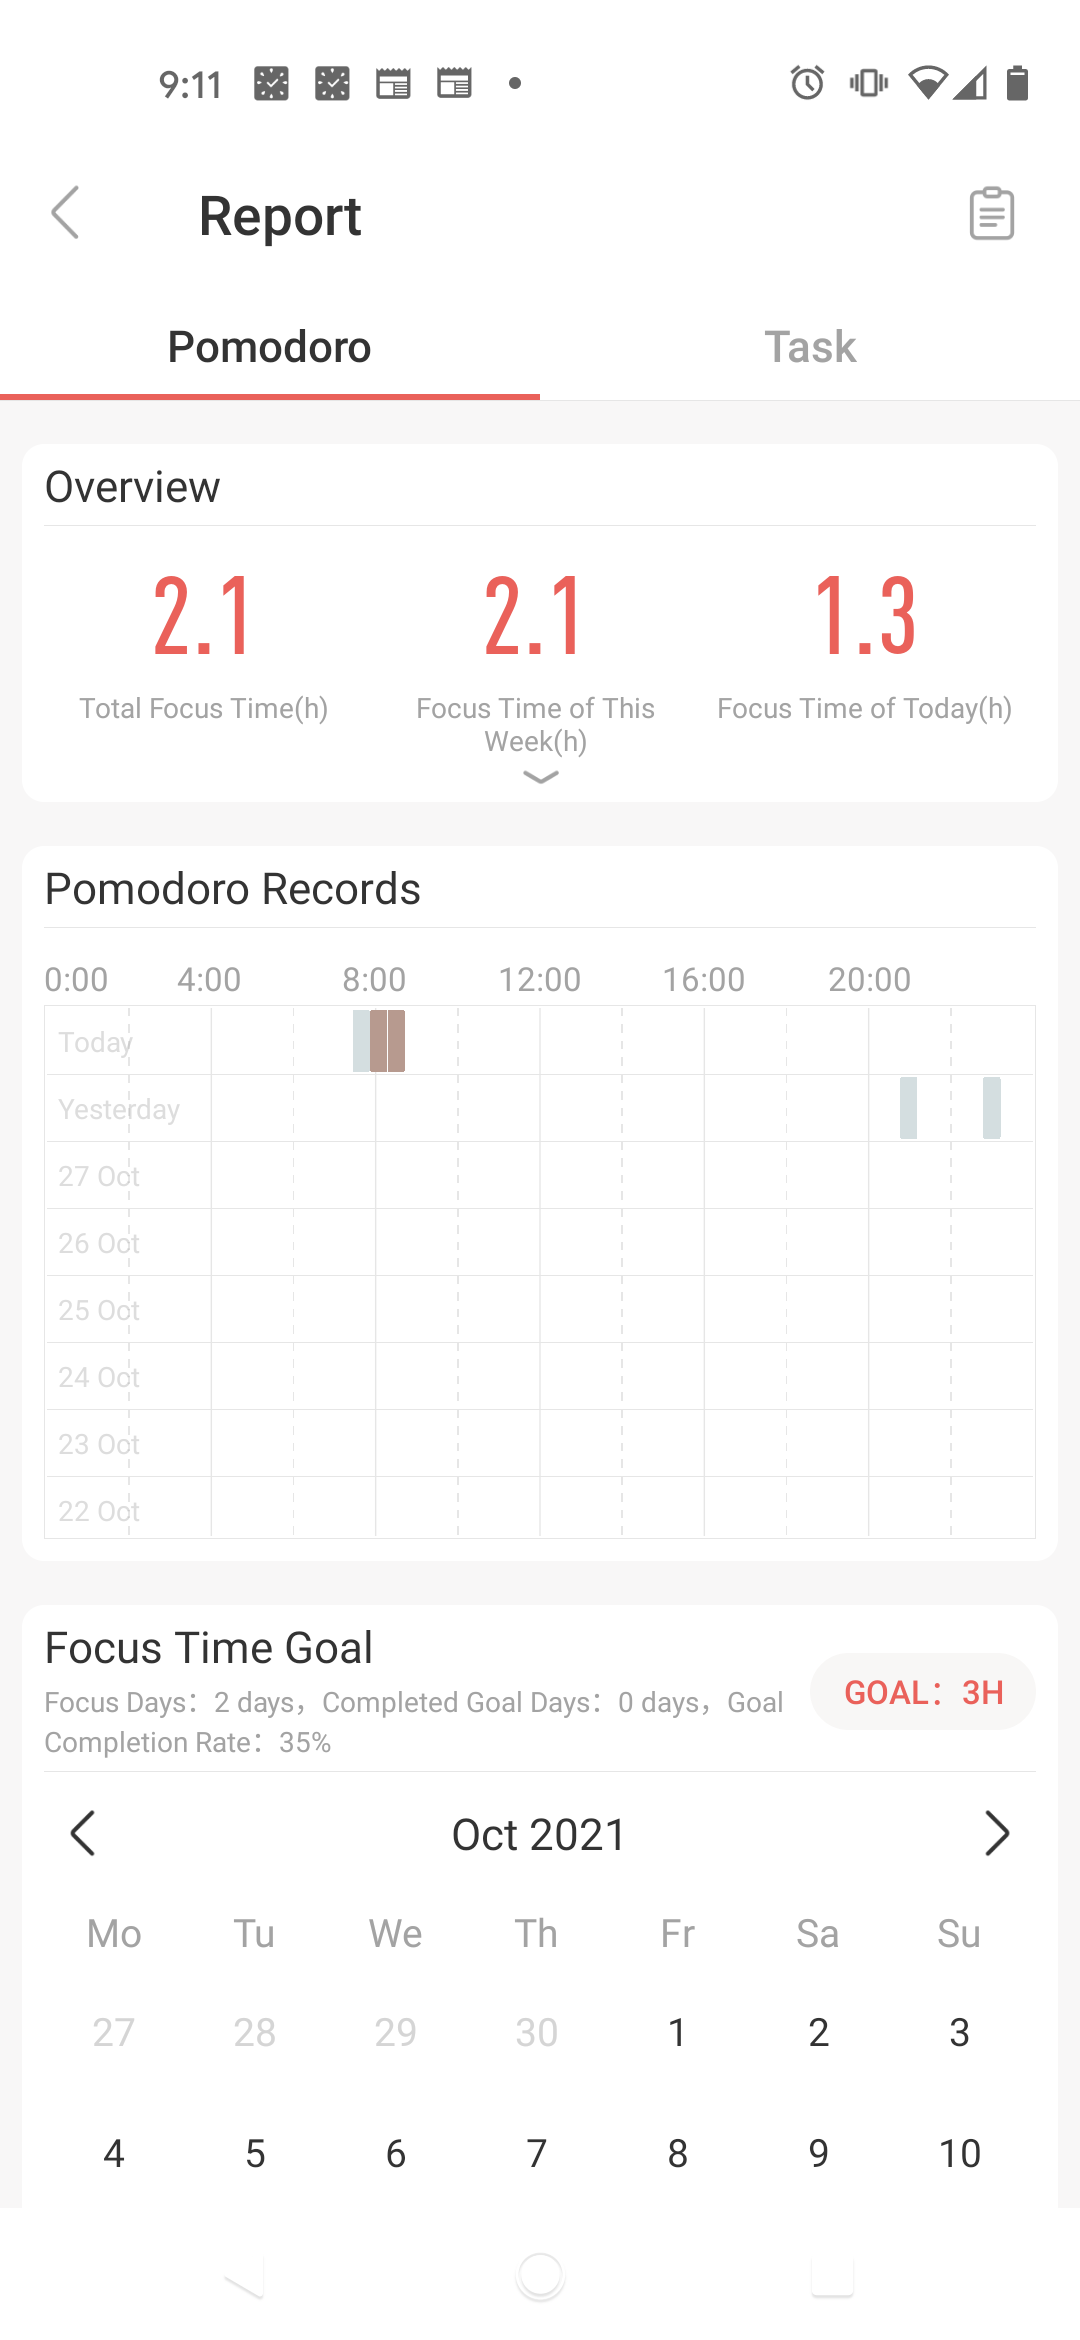 9:11
Report
Pomodoro Task
Overview
2.1 2.1 1.3
Total Focus Time(h) Focus Time of This Focus Time of Today(h)
Week(h)
Pomodoro Records
0:00 4:00 8:00 12:00 16:00 20:00
Today
Yesterday
27 Oct
26 Oct
25 Oct
24 Oct
23 Oct
22 Oct
Focus Time Goal
Focus Days：2 days，Completed Goal Days：0 days，Goal
Completion Rate：35%
GOAL：3H
Oct 2021
Mo Tu We Th Fr Sa Su
27 28 29 30 1 2 3
4 5 6 7 8 9 10